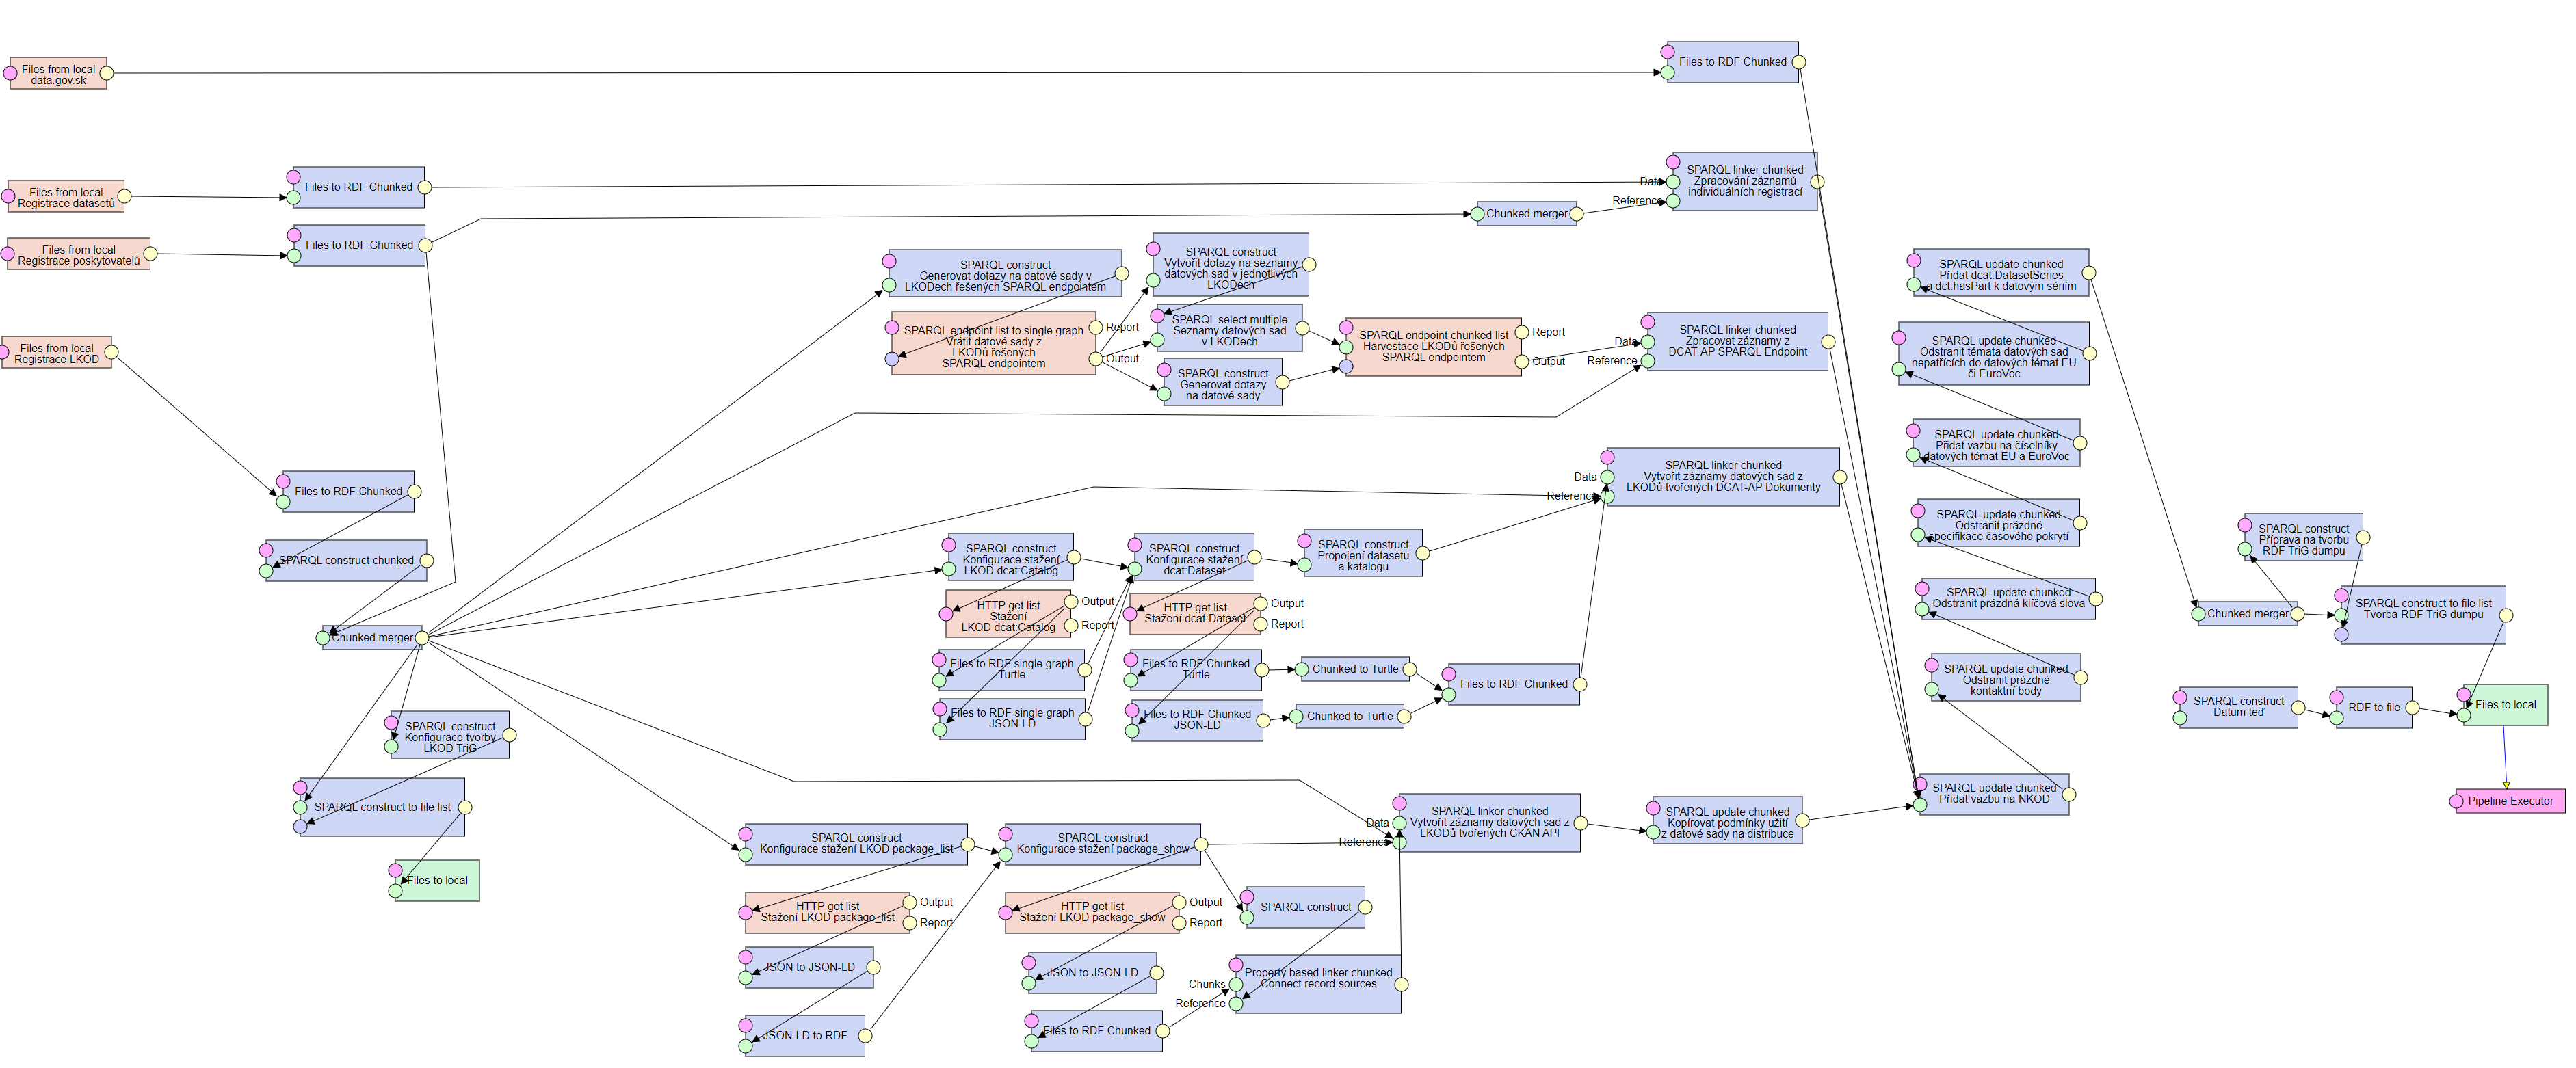 Files from local
data.gov.sk
Files to RDF Chunked
Files from local
Registrace datasetů
Files to RDF Chunked
SPARQL linker chunked
Zpracování záznamů
individuálních registrací
Data
Reference
Chunked merger
Files from local
Registrace poskytovatelů
Files to RDF Chunked
SPARQL construct
Generovat dotazy na datové sady v
LKODech řešených SPARQL endpointem
SPARQL construct
Vytvořit dotazy na seznamy
datových sad v jednotlivých
LKODech
SPARQL endpoint list to single graph
Vrátit datové sady z
LKODů řešených
SPARQL endpointem
Report
Output
SPARQL select multiple
Seznamy datových sad
v LKODech
SPARQL construct
Generovat dotazy
na datové sady
SPARQL endpoint chunked list
Harvestace LKODů řešených
SPARQL endpointem
Report
Output
SPARQL linker chunked
Zpracovat záznamy z
DCAT-AP SPARQL Endpoint
Data
Reference
Files from local
Registrace LKOD
Files to RDF Chunked
SPARQL construct chunked
Chunked merger
SPARQL construct
Konfigurace tvorby
LKOD TriG
SPARQL construct to file list
Files to local
SPARQL linker chunked
Vytvořit záznamy datových sad z
LKODů tvořených DCAT-AP Dokumenty
Data
Reference
SPARQL construct
Konfigurace stažení
LKOD dcat:Catalog
SPARQL construct
Konfigurace stažení
dcat:Dataset
SPARQL construct
Propojení datasetu
a katalogu
HTTP get list
Stažení
LKOD dcat:Catalog
Output
Report
HTTP get list
Stažení dcat:Dataset
Output
Report
Files to RDF single graph
Turtle
Files to RDF Chunked
Turtle
Chunked to Turtle
Files to RDF Chunked
Files to RDF single graph
JSON-LD
Files to RDF Chunked
JSON-LD
Chunked to Turtle
SPARQL construct
Konfigurace stažení LKOD package_list
SPARQL construct
Konfigurace stažení package_show
SPARQL linker chunked
Vytvořit záznamy datových sad z
LKODů tvořených CKAN API
Data
Reference
SPARQL update chunked
Kopírovat podmínky užití
z datové sady na distribuce
HTTP get list
Stažení LKOD package_list
Output
Report
HTTP get list
Stažení LKOD package_show
Output
Report
SPARQL construct
JSON to JSON-LD
JSON to JSON-LD
Property based linker chunked
Connect record sources
Chunks
Reference
JSON-LD to RDF
Files to RDF Chunked
SPARQL update chunked
Přidat dcat:DatasetSeries
a dct:hasPart k datovým sériím
SPARQL update chunked
Odstranit témata datových sad
nepatřících do datových témat EU
či EuroVoc
SPARQL update chunked
Přidat vazbu na číselníky
datových témat EU a EuroVoc
SPARQL update chunked
Odstranit prázdné
specifikace časového pokrytí
SPARQL update chunked
Odstranit prázdná klíčová slova
SPARQL update chunked
Odstranit prázdné
kontaktní body
SPARQL update chunked
Přidat vazbu na NKOD
SPARQL construct
Příprava na tvorbu
RDF TriG dumpu
Chunked merger
SPARQL construct to file list
Tvorba RDF TriG dumpu
SPARQL construct
Datum teď
RDF to file
Files to local
Pipeline Executor